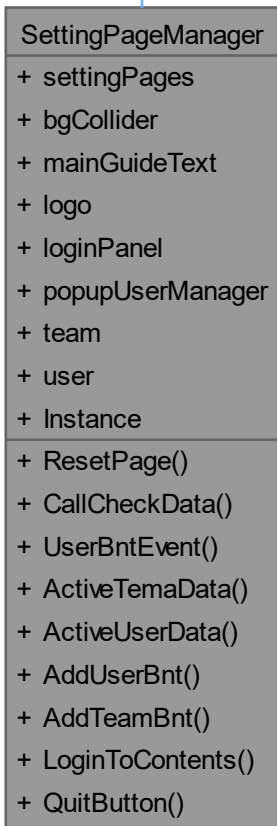 SettingPageManager
+ settingPages
+ bgCollider
+ mainGuideText
+ logo
+ loginPanel
+ popupUserManager
+ team
+ user
+ Instance
+ ResetPage()
+ CallCheckData()
+ UserBntEvent()
+ ActiveTemaData()
+ ActiveUserData()
+ AddUserBnt()
+ AddTeamBnt()
+ LoginToContents()
+ QuitButton()